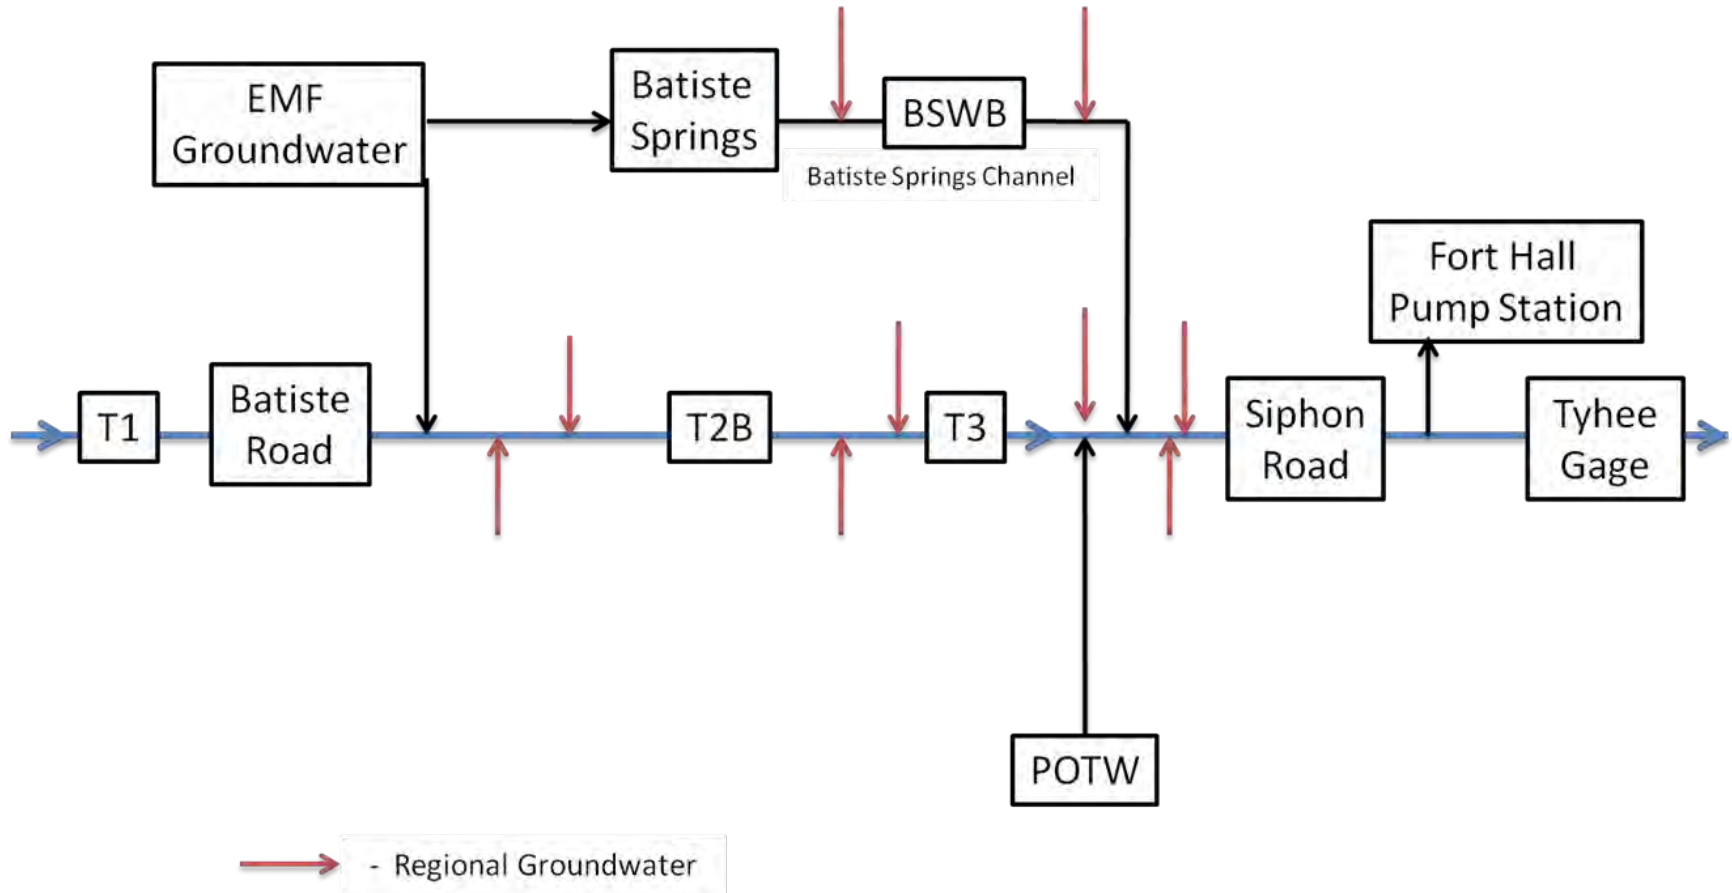 EMF
Groundwater
Batiste
Springs
BSWB
Batiste Springs Channel
Fort Hall
Pump Station
T1
Batiste
Road
T2B
T3
Siphon
Road
Tyhee
Gage
POTW
- Regional Groundwater